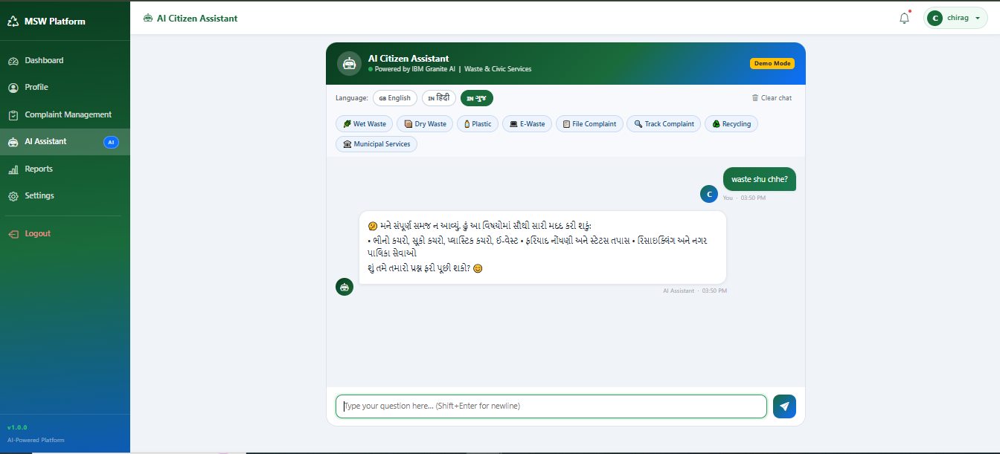 MSW Platform
AI Citizen Assistant
C chirag
Dashboard
Profile
Complaint Management
AI Assistant AI
Reports
Settings
Logout
v1.0.0
AI-Powered Platform
AI Citizen Assistant
Powered by IBM Granite AI | Waste & Civic Services
Demo Mode
Language: GB English IN हिंदी IN ગુજ
Clear chat
Wet Waste Dry Waste Plastic E-Waste File Complaint Track Complaint Recycling
Municipal Services
waste shu chhe?
C
You · 03:50 PM
🤔 મને સંપૂર્ણ સમજ ન આવ્યું. હું આ વિષયોમાં સૌથી સારી મદદ કરી શકું:
• ભીનો કચરો, સૂકો કચરો, પ્લાસ્ટિક કચરો, ઈ-વેસ્ટ • ફરિયાદ નોંધણી અને સ્ટેટસ તપાસ • રિસાઇક્લિંગ અને નગર
પાલિકા સેવાઓ
શું તમે તમારો પ્રશ્ન ફરી પૂછી શકો? 😊
AI Assistant · 03:50 PM
Type your question here... (Shift+Enter for newline)